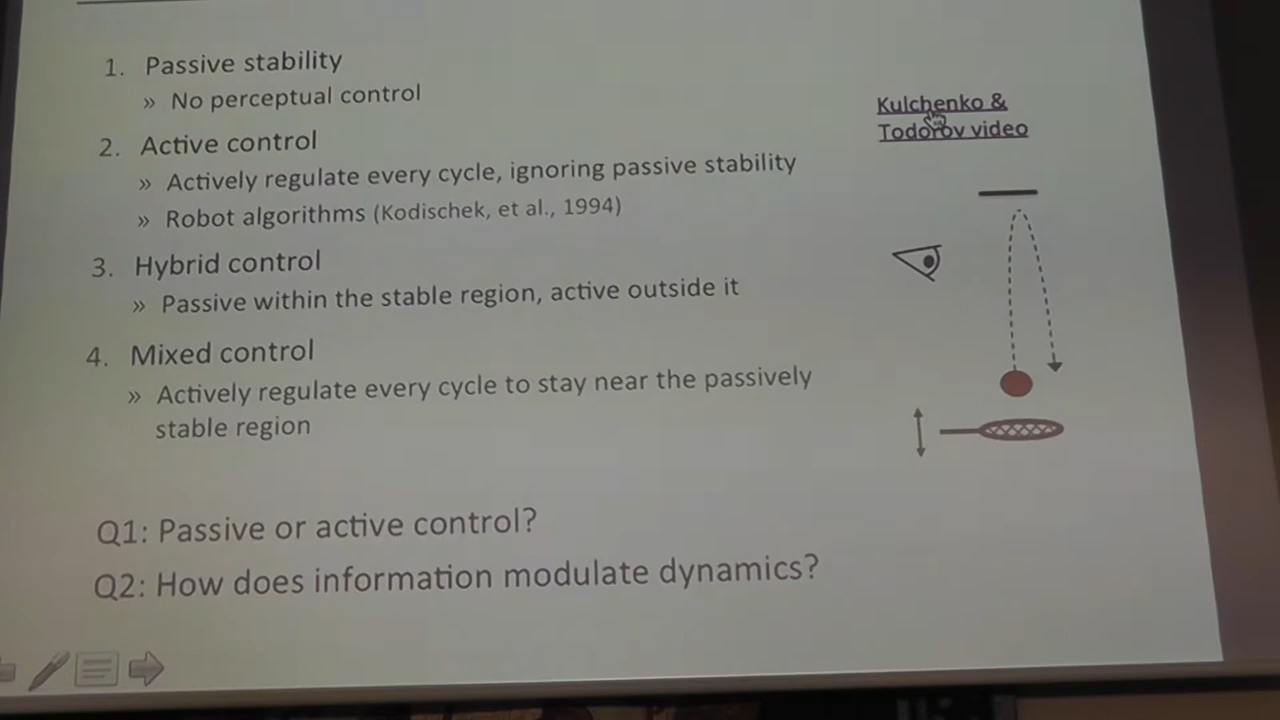 1. Passive stability
» No perceptual control
2. Active control
» Actively regulate every cycle, ignoring passive stability
» Robot algorithms (Kodischek, et al., 1994)
3. Hybrid control
» Passive within the stable region, active outside it
4. Mixed control
» Actively regulate every cycle to stay near the passively
stable region
Kulchenko &
Todorov video
Q1: Passive or active control?
Q2: How does information modulate dynamics?